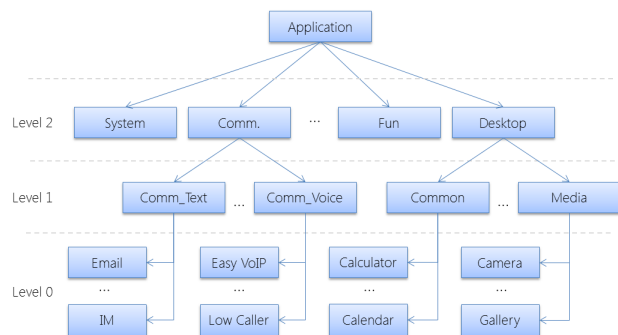 Application
Level 2
System
Comm.
...
Fun
Desktop
Level 1
Comm_Text
...
Comm_Voice
Common
...
Media
Level 0
Email
Easy VoIP
Calculator
Camera
...
...
...
...
IM
Low Caller
Calendar
Gallery